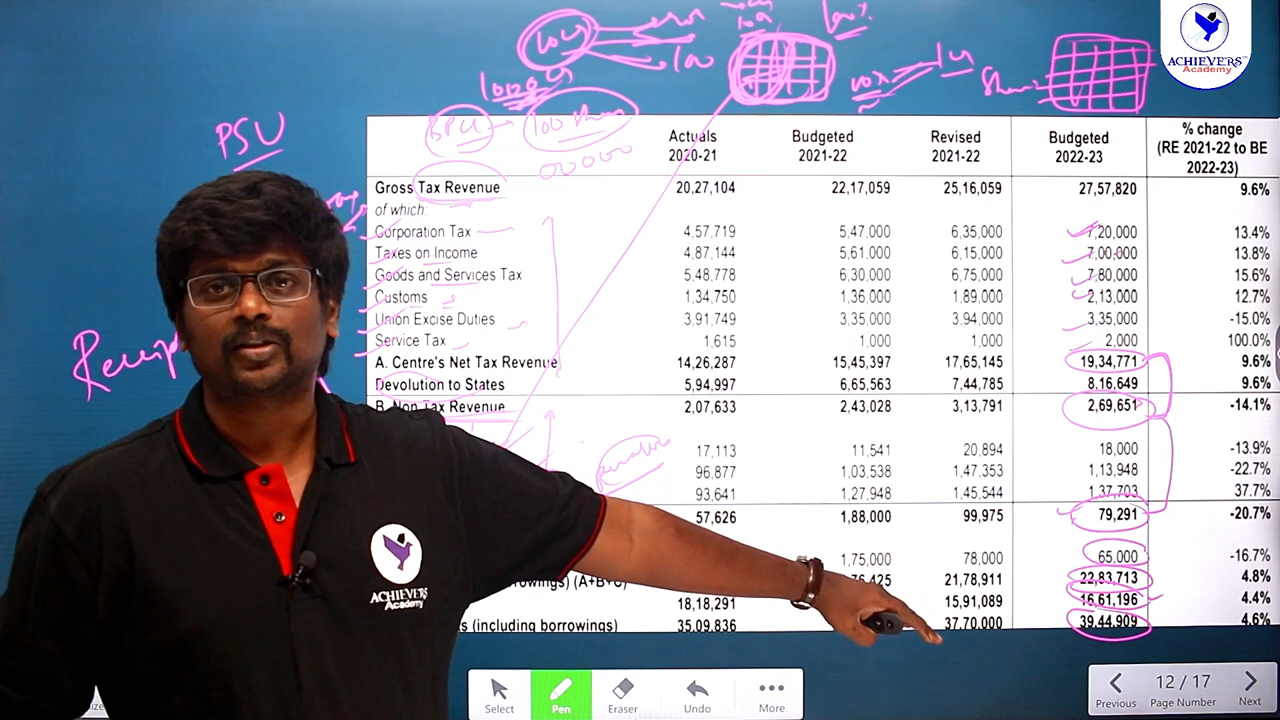 ACHIEVERS™
Academy
100%
10%
PSU
BPCL
Actuals 2020-21
Budgeted 2021-22
Revised 2021-22
Budgeted 2022-23
% change (RE 2021-22 to BE 2022-23)
Gross Tax Revenue 20,27,104 22,17,059 25,16,059 27,57,820 9.6%
of which:
Corporation Tax 4,57,719 5,47,000 6,35,000 7,20,000 13.4%
Taxes on Income 4,87,144 5,61,000 6,15,000 7,00,000 13.8%
Goods and Services Tax 5,48,778 6,30,000 6,75,000 7,80,000 15.6%
Customs 1,34,750 1,36,000 1,89,000 2,13,000 12.7%
Union Excise Duties 3,91,749 3,35,000 3,94,000 3,35,000 -15.0%
Service Tax 1,615 1,000 1,000 2,000 100.0%
A. Centre's Net Tax Revenue 14,26,287 15,45,397 17,65,145 19,34,771 9.6%
Devolution to States 5,94,997 6,65,563 7,44,785 8,16,649 9.6%
B. Non Tax Revenue 2,07,633 2,43,028 3,13,791 2,69,651 -14.1%
17,113 11,541 20,894 18,000 -13.9%
96,877 1,03,538 1,47,353 1,13,948 -22.7%
93,641 1,27,948 1,45,544 1,37,703 37.7%
57,626 1,88,000 99,975 79,291 -20.7%
1,75,000 78,000 65,000 -16.7%
(A+B+C) 21,78,911 22,83,713 4.8%
18,18,291 15,91,089 16,61,196 4.4%
(including borrowings) 35,09,836 37,70,000 39,44,909 4.6%
ACHIEVERS
Academy
Select
Pen
Eraser
Undo
More
Previous
12 / 17
Page Number
Next